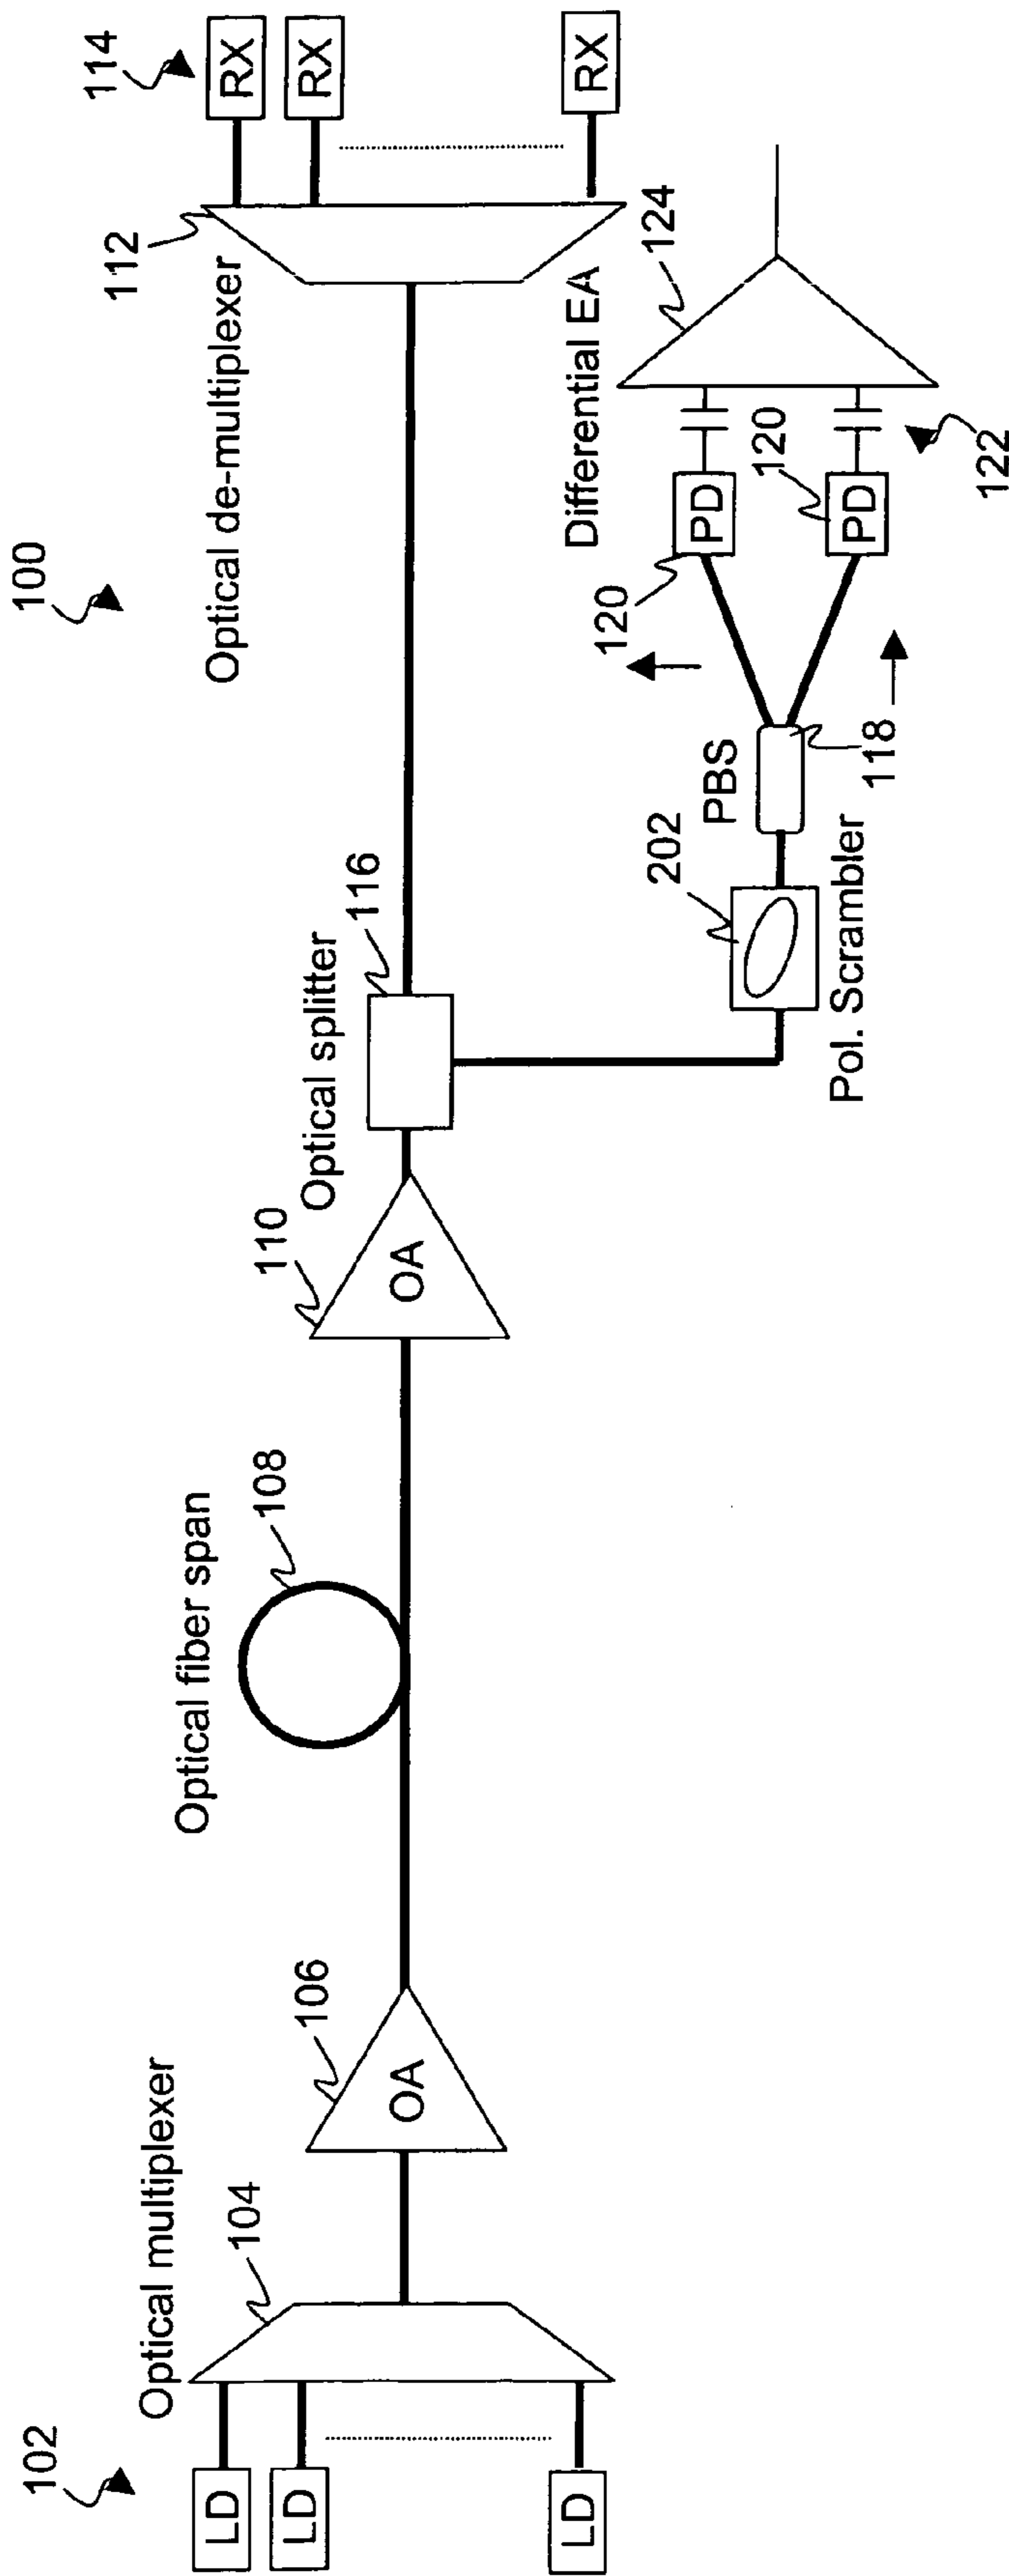 100
102
LD
LD
LD
Optical multiplexer
104
106
OA
Optical fiber span
108
110
OA
Optical splitter
116
Optical de-multiplexer
112
114
RX
RX
RX
202
Pol. Scrambler
PBS
118
120
PD
120
PD
122
Differential EA
124